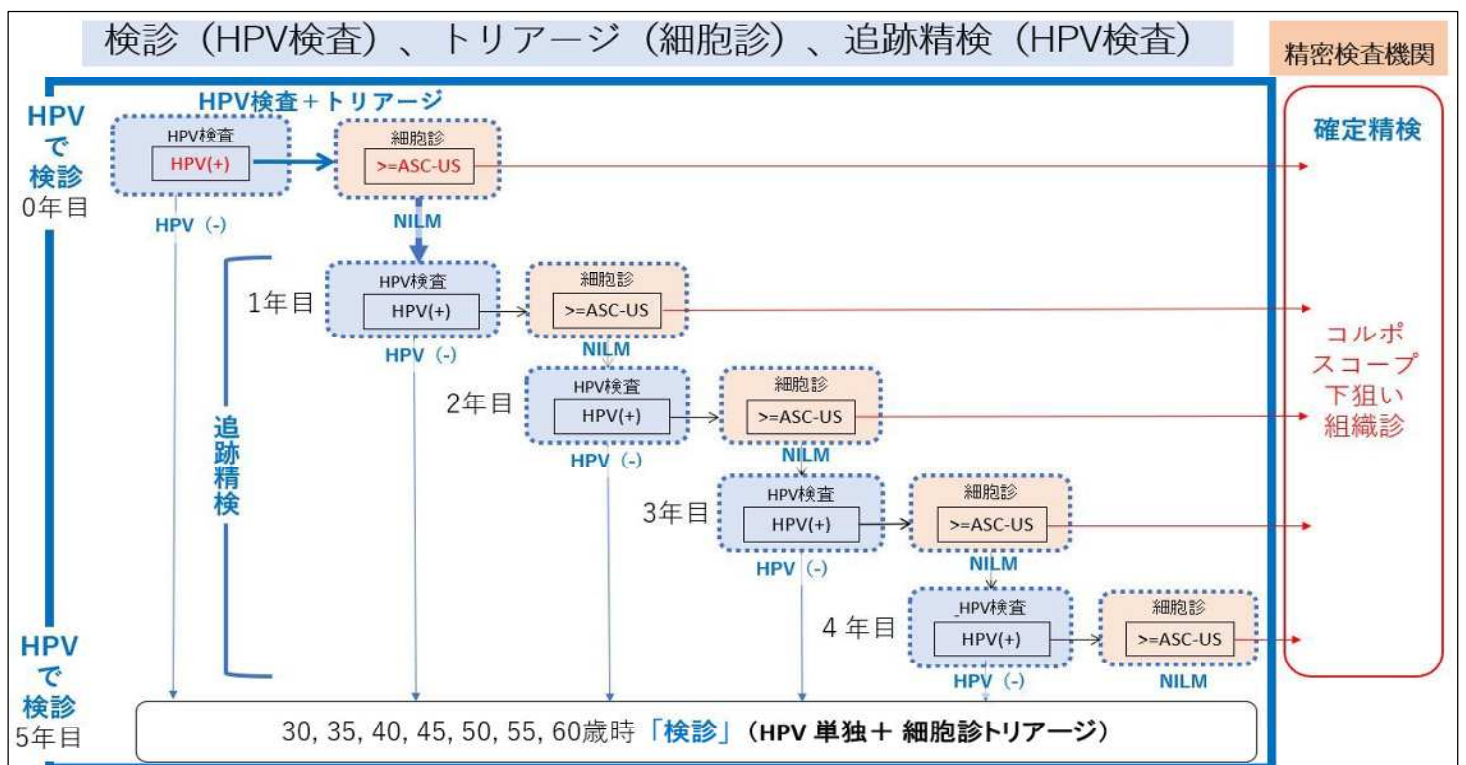 検診（HPV検査）、トリアージ（細胞診）、追跡精検（HPV検査）
精密検査機関
HPV
で
検診
0年目
HPV検査＋トリアージ
HPV検査
HPV(+)
細胞診
>=ASC-US
確定精検
HPV（-）
NILM
1年目
HPV検査
HPV(+)
細胞診
>=ASC-US
HPV（-）
NILM
2年目
HPV検査
HPV(+)
細胞診
>=ASC-US
HPV（-）
NILM
コルポ
スコープ
下狙い
組織診
追跡精検
3年目
HPV検査
HPV(+)
細胞診
>=ASC-US
HPV（-）
NILM
4 年目
_HPV検査
HPV(+)
細胞診
>=ASC-US
HPV（-）
NILM
HPV
で
検診
5年目
30, 35, 40, 45, 50, 55, 60歳時「検診」（HPV 単独＋ 細胞診トリアージ）